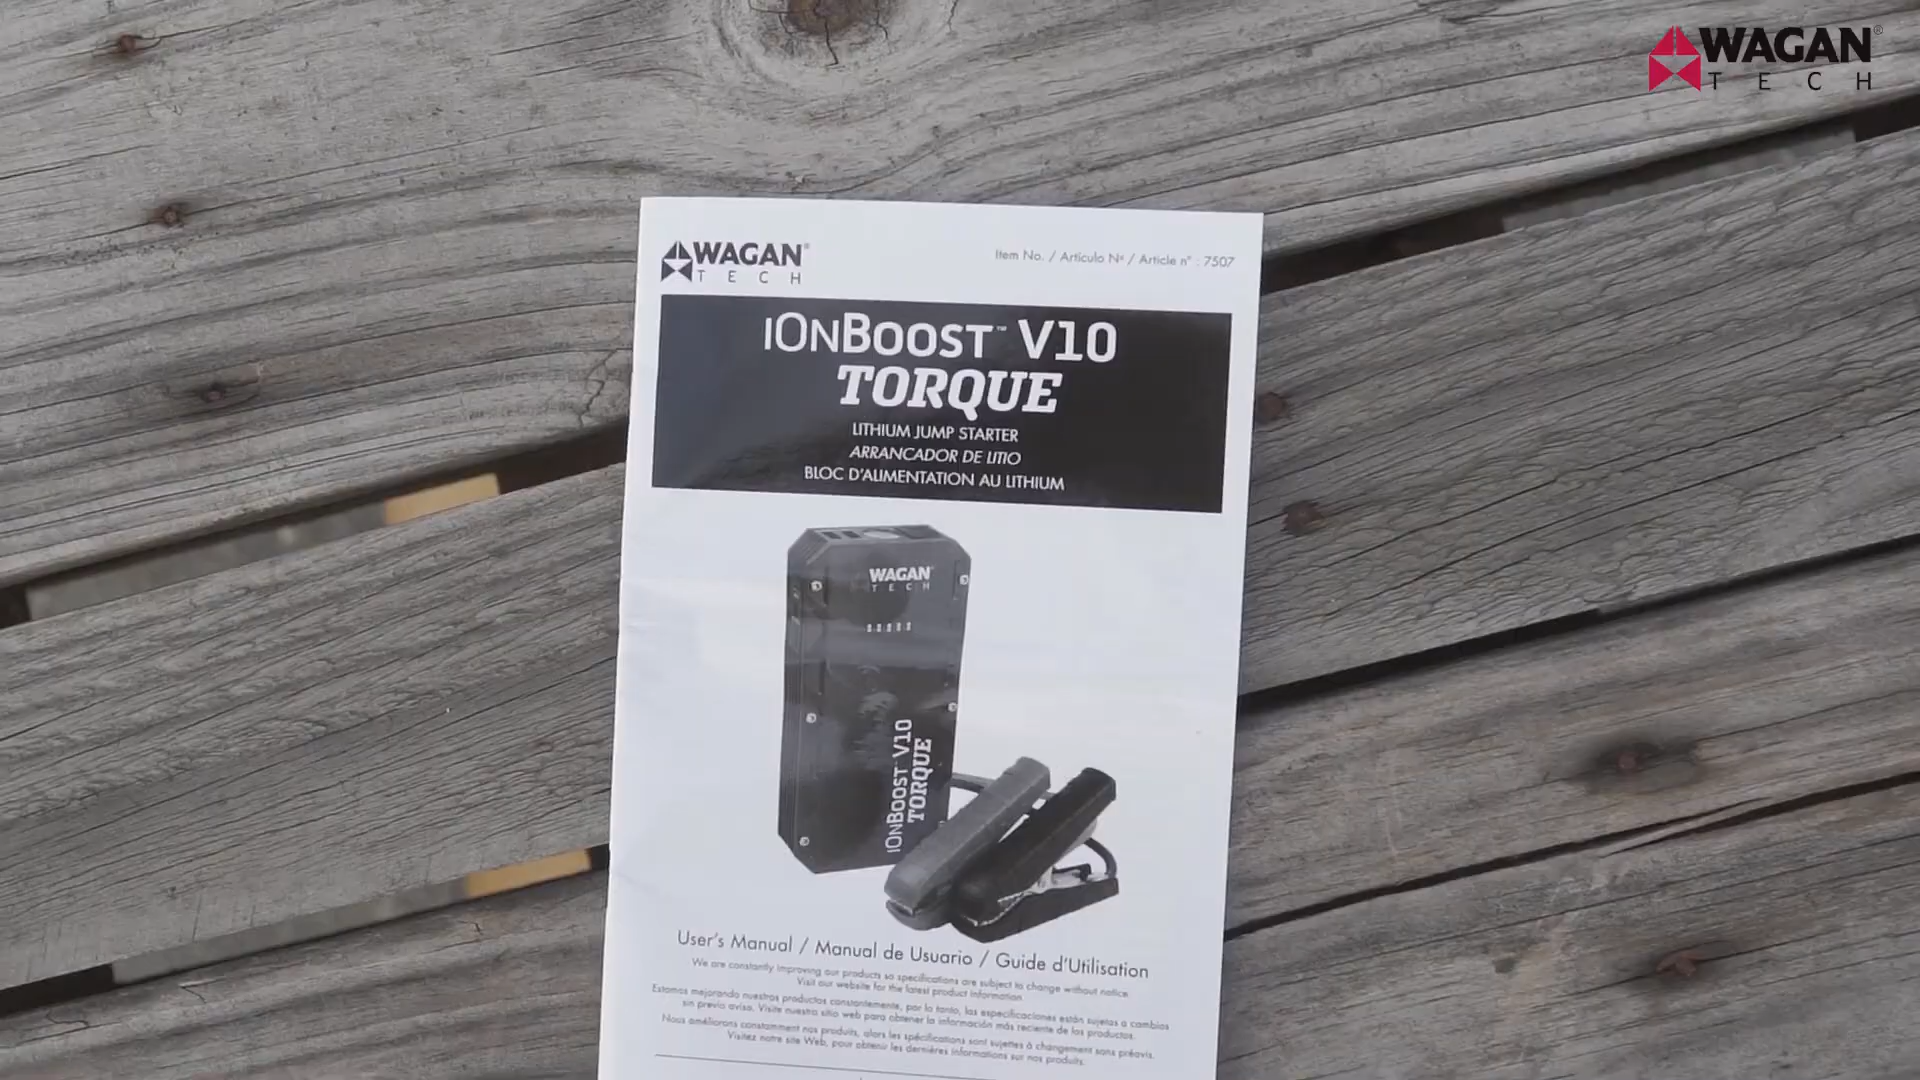 WAGAN®
TECH
WAGAN®
TECH
Item No. / Artículo Nº / Article n° : 7507
IONBOOST™ V10
TORQUE
LITHIUM JUMP STARTER
ARRANCADOR DE LITIO
BLOC D'ALIMENTATION AU LITHIUM
WAGAN
TECH
IONBOOST V10
TORQUE
User's Manual / Manual de Usuario / Guide d'Utilisation
We are constantly improving our products so specifications are subject to change without notice.
Visit our website for the latest product information.
Estamos mejorando nuestros productos constantemente, por lo tanto, las especificaciones están sujetas a cambios
sin previo aviso. Visite nuestro sitio web para obtener la información más reciente de los productos.
Nous améliorons constamment nos produits, alors les spécifications sont sujettes à changement sans préavis.
Visitez notre site Web, pour obtenir les dernières informations sur nos produits.